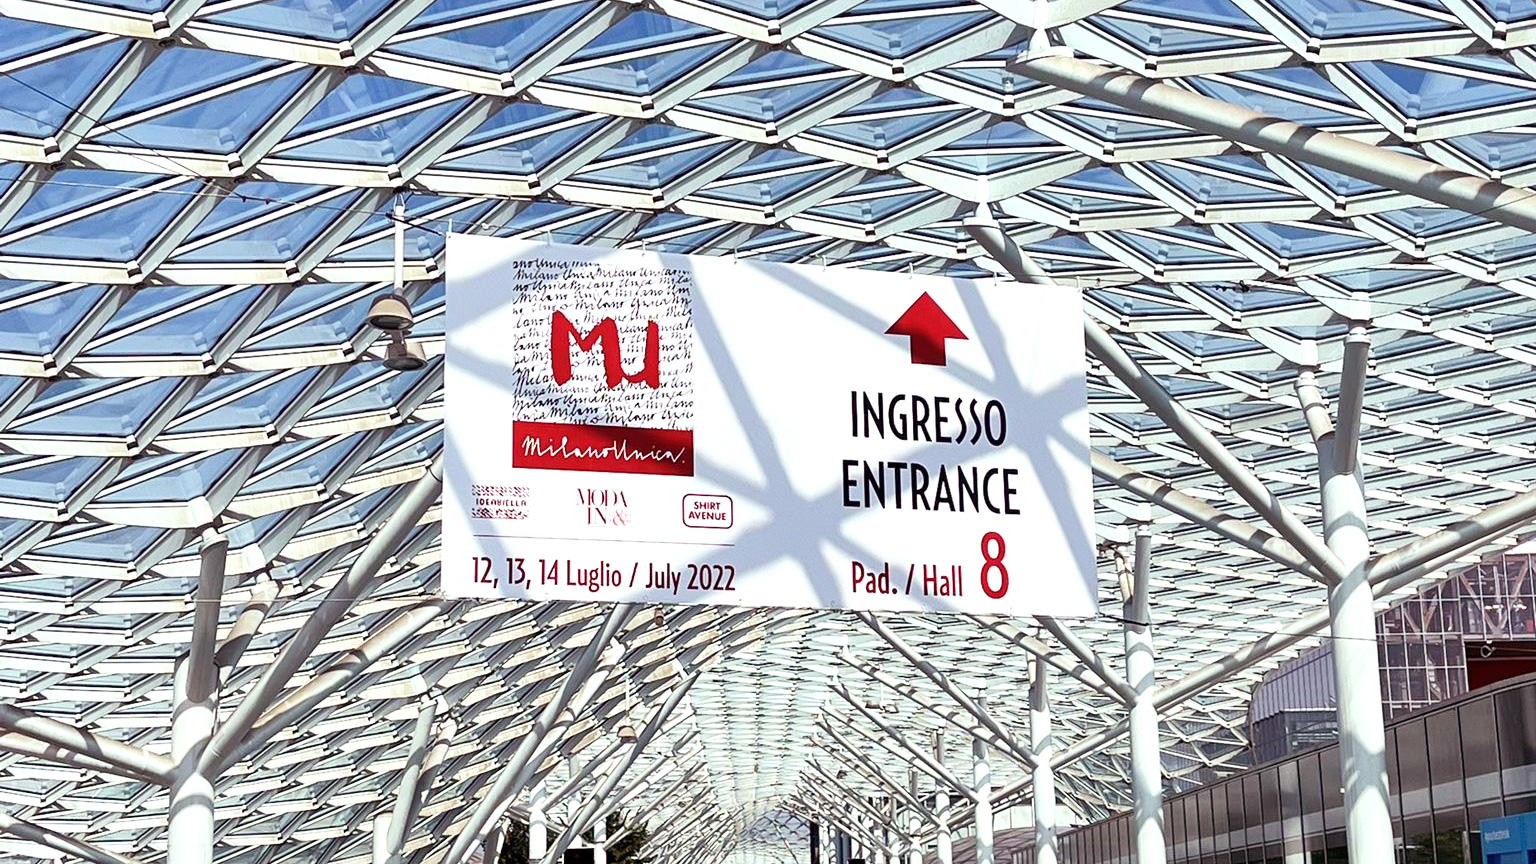 MU
MilanoUnica.
IDEABIELLA
MODA
IN &
SHIRT
AVENUE
12, 13, 14 Luglio / July 2022
INGRESSO
ENTRANCE
Pad. / Hall 8